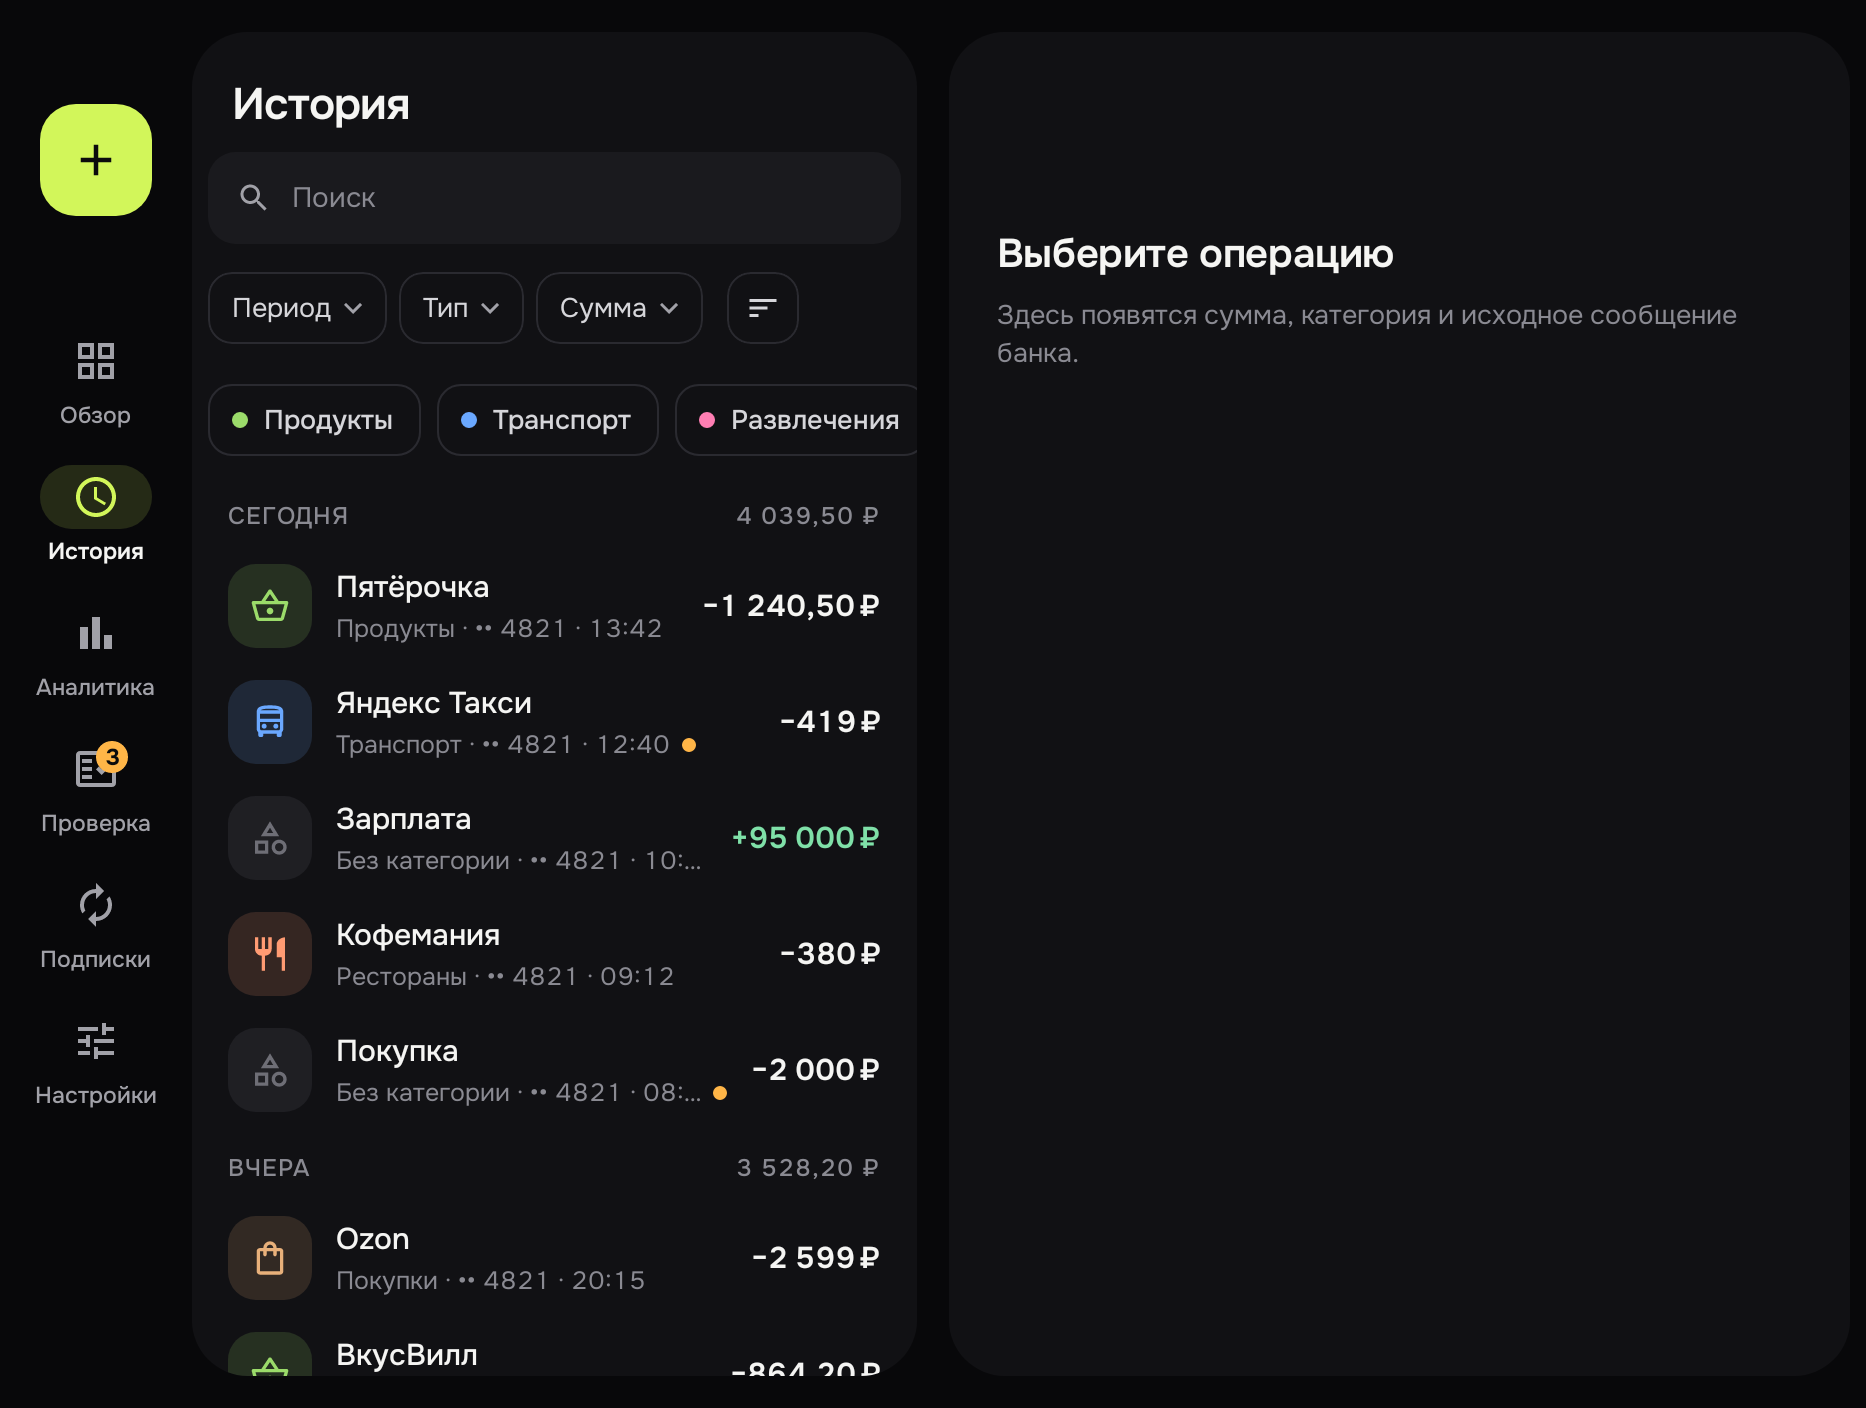 Обзор
История
Аналитика
3
Проверка
Подписки
Настройки
История
Поиск
Период
Тип
Сумма
Продукты
Транспорт
Развлечения
СЕГОДНЯ
4 039,50 ₽
Пятёрочка
−1 240,50 ₽
Продукты · •• 4821 · 13:42
Яндекс Такси
−419 ₽
Транспорт · •• 4821 · 12:40
Зарплата
+95 000 ₽
Без категории · •• 4821 · 10:...
Кофемания
−380 ₽
Рестораны · •• 4821 · 09:12
Покупка
−2 000 ₽
Без категории · •• 4821 · 08:...
ВЧЕРА
3 528,20 ₽
Ozon
−2 599 ₽
Покупки · •• 4821 · 20:15
ВкусВилл
−864,20 ₽
Выберите операцию
Здесь появятся сумма, категория и исходное сообщение
банка.